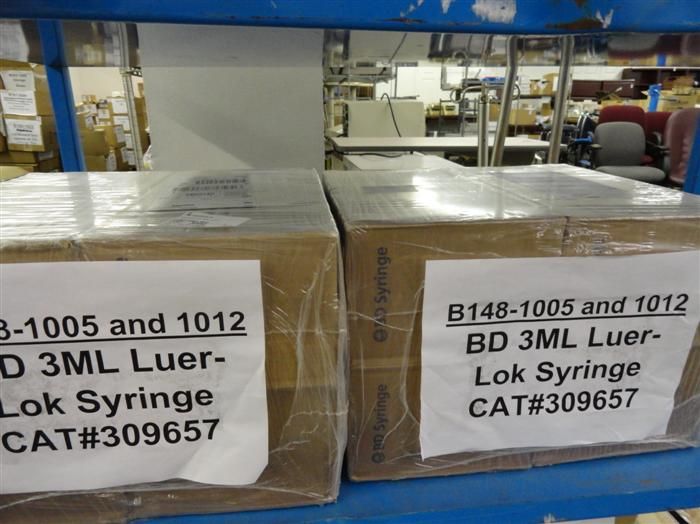 8-1005 and 1012
D 3ML Luer-
Lok Syringe
CAT#309657
BD Syringe
BD Syringe
B148-1005 and 1012
BD 3ML Luer-
Lok Syringe
CAT#309657